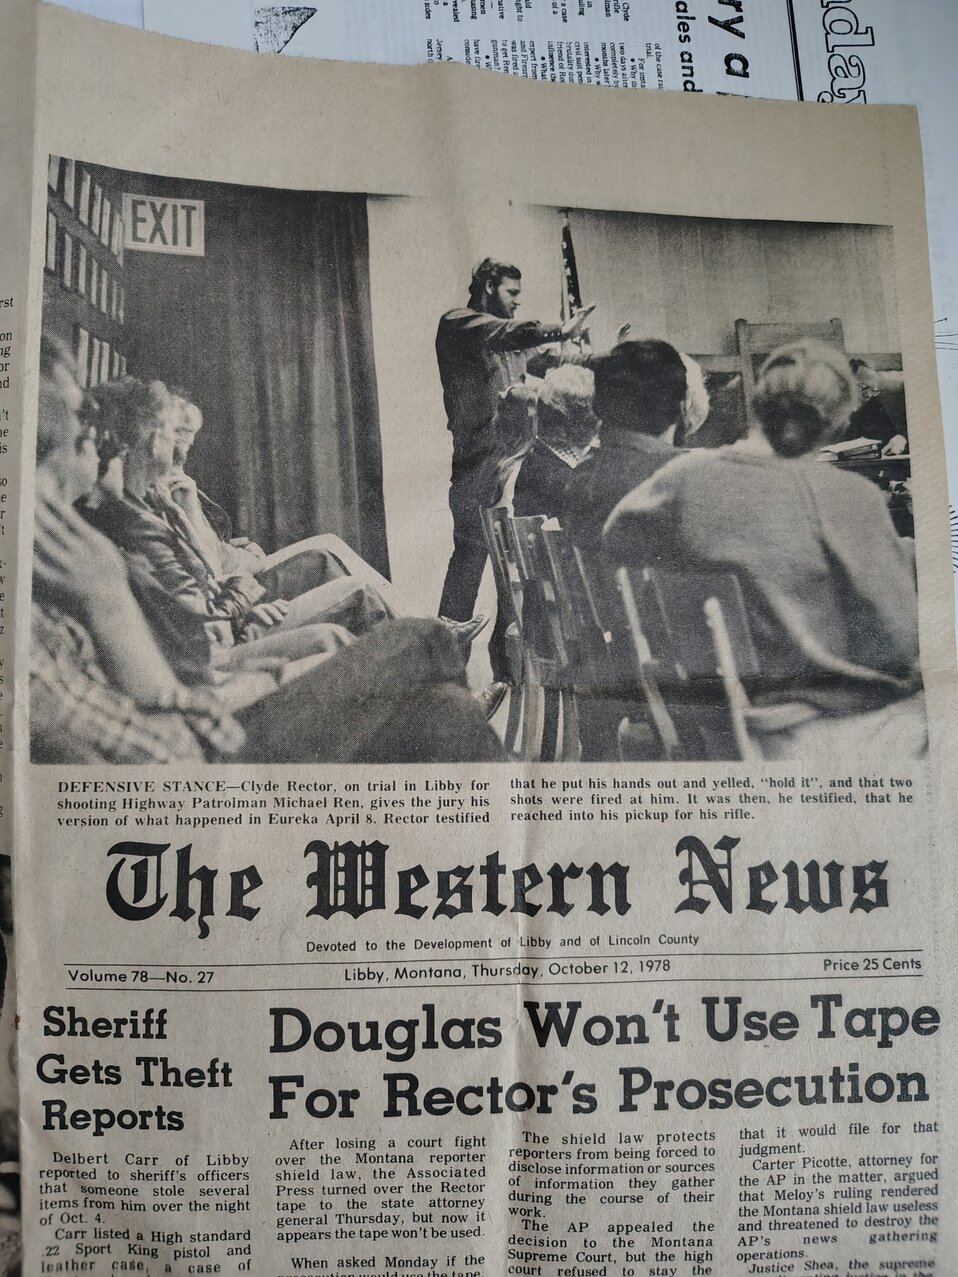 EXIT
DEFENSIVE STANCE—Clyde Rector, on trial in Libby for
shooting Highway Patrolman Michael Ren, gives the jury his
version of what happened in Eureka April 8. Rector testified
that he put his hands out and yelled, “hold it”, and that two
shots were fired at him. It was then, he testified, that he
reached into his pickup for his rifle.
The Western News
Devoted to the Development of Libby and of Lincoln County
Volume 78—No. 27
Libby, Montana, Thursday, October 12, 1978
Price 25 Cents
Sheriff
Gets Theft
Reports
Delbert Carr of Libby
reported to sheriff's officers
that someone stole several
items from him over the night
of Oct. 4.
Carr listed a High standard
.22 Sport King pistol and
leather case, a case of
Douglas Won't Use Tape
For Rector's Prosecution
After losing a court fight
over the Montana reporter
shield law, the Associated
Press turned over the Rector
tape to the state attorney
general Thursday, but now it
appears the tape won't be used.
When asked Monday if the
prosecution would use the tape,
The shield law protects
reporters from being forced to
disclose information or sources
of information they gather
during the course of their
work.
The AP appealed the
decision to the Montana
Supreme Court, but the high
court refused to stay the
that it would file for that
judgment.
Carter Picotte, attorney for
the AP in the matter, argued
that Meloy's ruling rendered
the Montana shield law useless
and threatened to destroy the
AP's news gathering
operations.
Justice Shea, the supreme